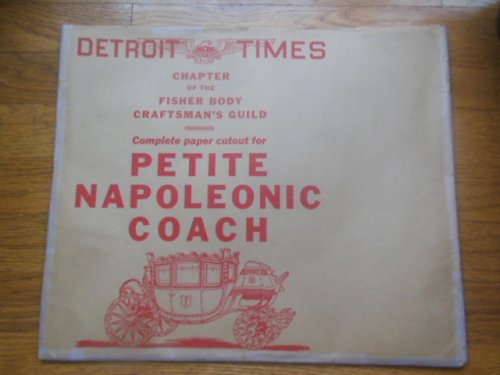 DETROIT TIMES
CHAPTER
OF THE
FISHER BODY
CRAFTSMAN'S GUILD
Complete paper cutout for
PETITE
NAPOLEONIC
COACH